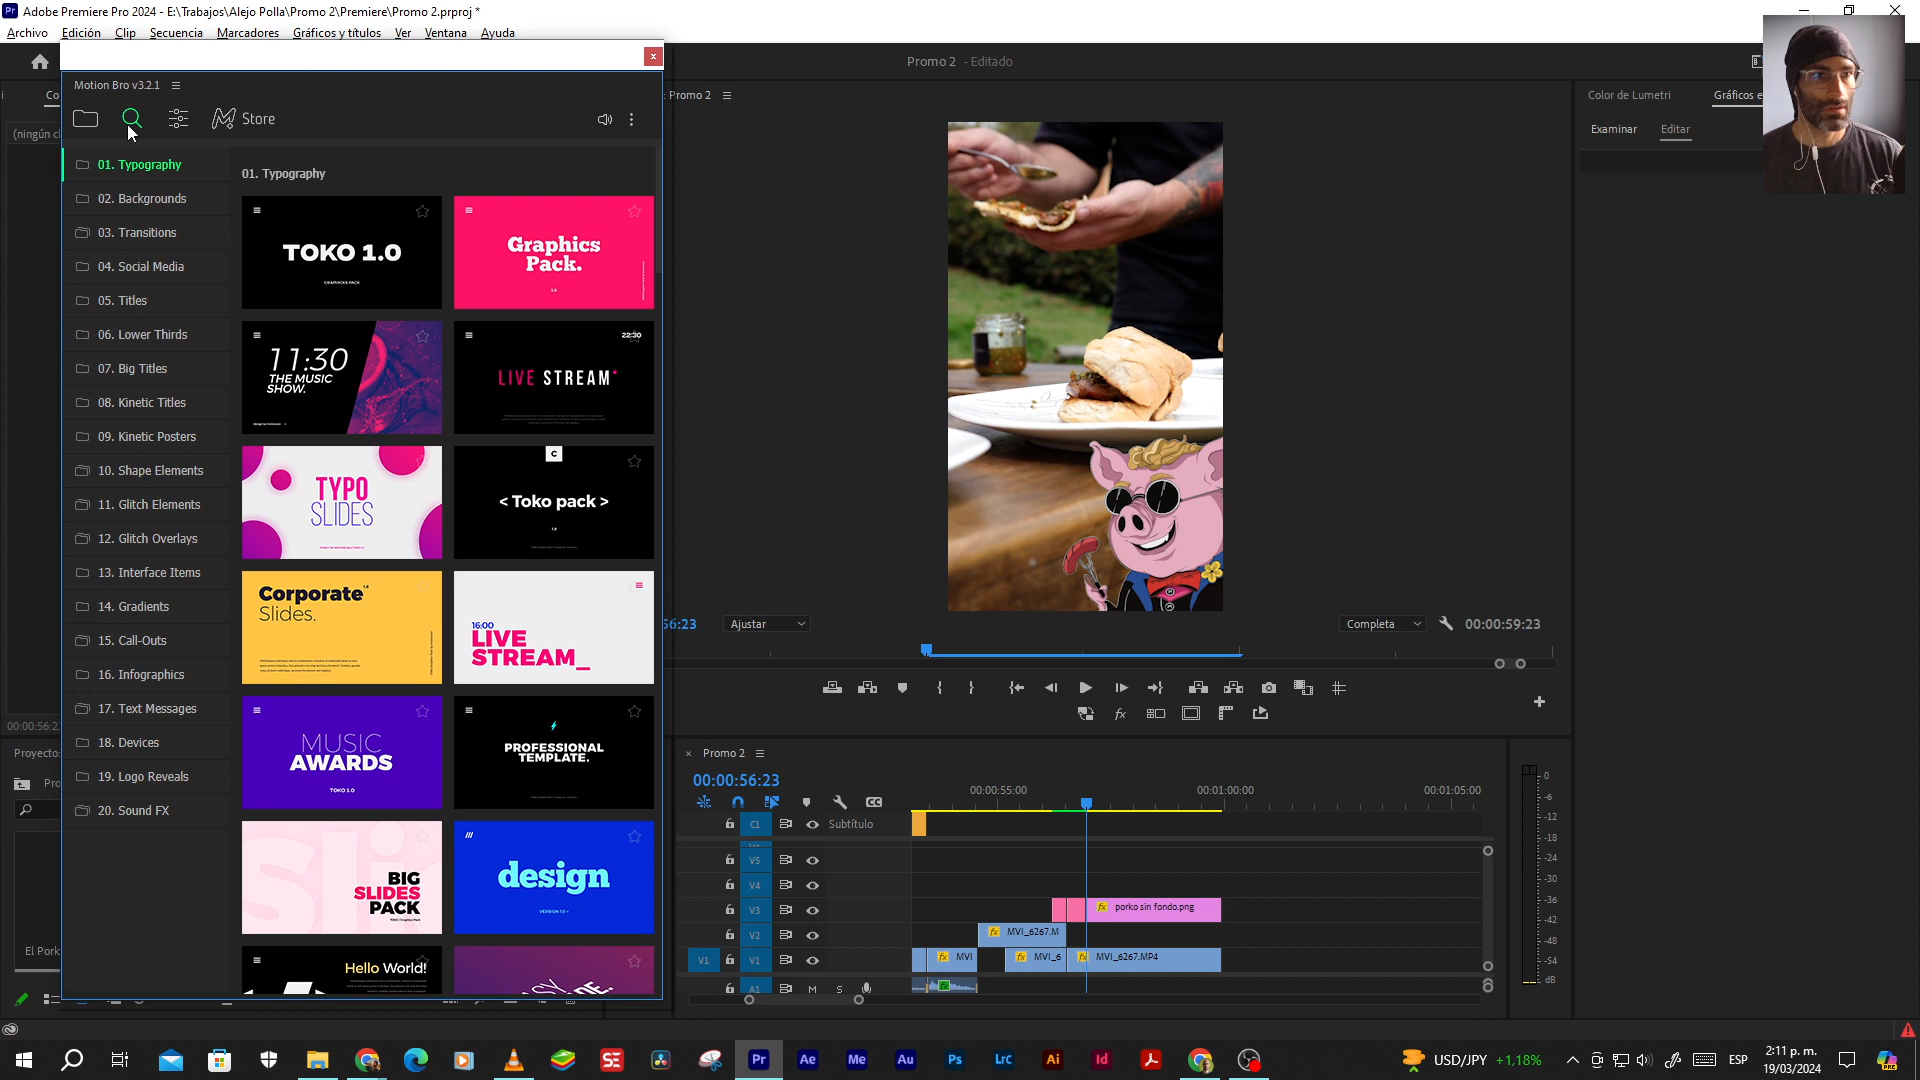 Adobe Premiere Pro 2024 - E:\Trabajos\Alejo Polla\Promo 2\Premiere\Promo 2.prproj *
Archivo Edición Clip Secuencia Marcadores Gráficos y títulos Ver Ventana Ayuda
Promo 2 - Editado
Motion Bro v3.2.1
Store
Co
(ningún cl
Promo 2
Color de Lumetri
Gráficos e
Examinar
Editar
01. Typography
02. Backgrounds
03. Transitions
04. Social Media
05. Titles
06. Lower Thirds
07. Big Titles
08. Kinetic Titles
09. Kinetic Posters
10. Shape Elements
11. Glitch Elements
12. Glitch Overlays
13. Interface Items
14. Gradients
15. Call-Outs
16. Infographics
17. Text Messages
18. Devices
19. Logo Reveals
20. Sound FX
01. Typography
TOKO 1.0
GRAPHICKS PACK
Graphics
Pack.
1.0
11:30
THE MUSIC
SHOW.
22:30
LIVE STREAM*
TYPO
SLIDES
C
< Toko pack >
Corporate
Slides.
16:00
LIVE
STREAM_
MUSIC
AWARDS
TOKO 1.0
PROFESSIONAL
TEMPLATE.
BIG
SLIDES
PACK
design
VERSION 1.0
Hello World!
56:23
Ajustar
Completa
00:00:59:23
00:00:56:2
Proyecto:
Pro
El Pork
Promo 2
00:00:56:23
00:00:55:00
00:01:00:00
00:01:05:00
C1 Subtítulo
V5
V4
V3
porko sin fondo.png
V2
MVI_6267.M
V1 V1
MVI
MVI_6
MVI_6267.MP4
A1 M S
0
-6
-12
-18
-24
-30
-36
-42
-48
-54
dB
Pr
Ae
Me
Au
Ps
LrC
Ai
Id
USD/JPY +1,18%
ESP
2:11 p. m.
19/03/2024